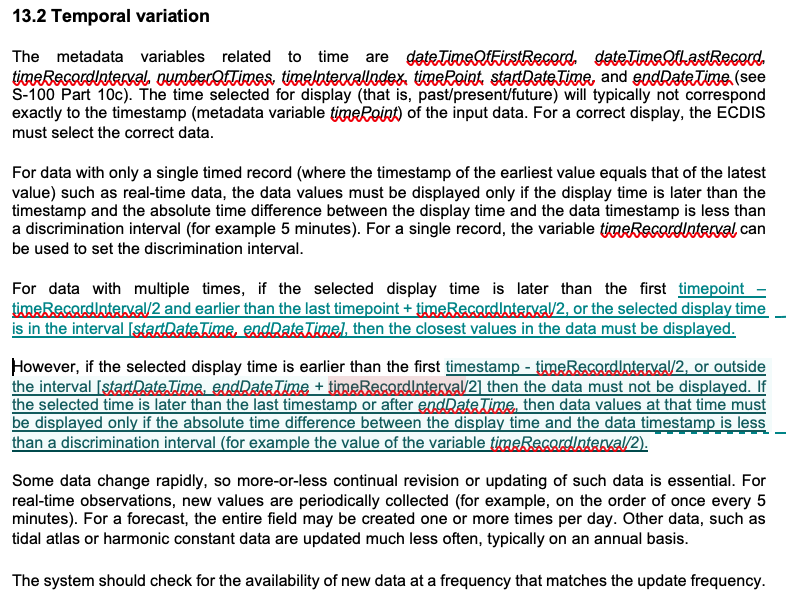 13.2 Temporal variation
The metadata variables related to time are dateTimeOfFirstRecord, dateTimeOfLastRecord,
timeRecordInterval, numberOfTimes, timeIntervalIndex, timePoint, startDateTime, and endDateTime (see
S-100 Part 10c). The time selected for display (that is, past/present/future) will typically not correspond
exactly to the timestamp (metadata variable timePoint) of the input data. For a correct display, the ECDIS
must select the correct data.
For data with only a single timed record (where the timestamp of the earliest value equals that of the latest
value) such as real-time data, the data values must be displayed only if the display time is later than the
timestamp and the absolute time difference between the display time and the data timestamp is less than
a discrimination interval (for example 5 minutes). For a single record, the variable timeRecordInterval can
be used to set the discrimination interval.
For data with multiple times, if the selected display time is later than the first timepoint –
timeRecordInterval/2 and earlier than the last timepoint + timeRecordInterval/2, or the selected display time
is in the interval [startDateTime, endDateTime], then the closest values in the data must be displayed.
However, if the selected display time is earlier than the first timestamp - timeRecordInterval/2, or outside
the interval [startDateTime, endDateTime + timeRecordInterval/2] then the data must not be displayed. If
the selected time is later than the last timestamp or after endDateTime, then data values at that time must
be displayed only if the absolute time difference between the display time and the data timestamp is less
than a discrimination interval (for example the value of the variable timeRecordInterval/2).
Some data change rapidly, so more-or-less continual revision or updating of such data is essential. For
real-time observations, new values are periodically collected (for example, on the order of once every 5
minutes). For a forecast, the entire field may be created one or more times per day. Other data, such as
tidal atlas or harmonic constant data are updated much less often, typically on an annual basis.
The system should check for the availability of new data at a frequency that matches the update frequency.